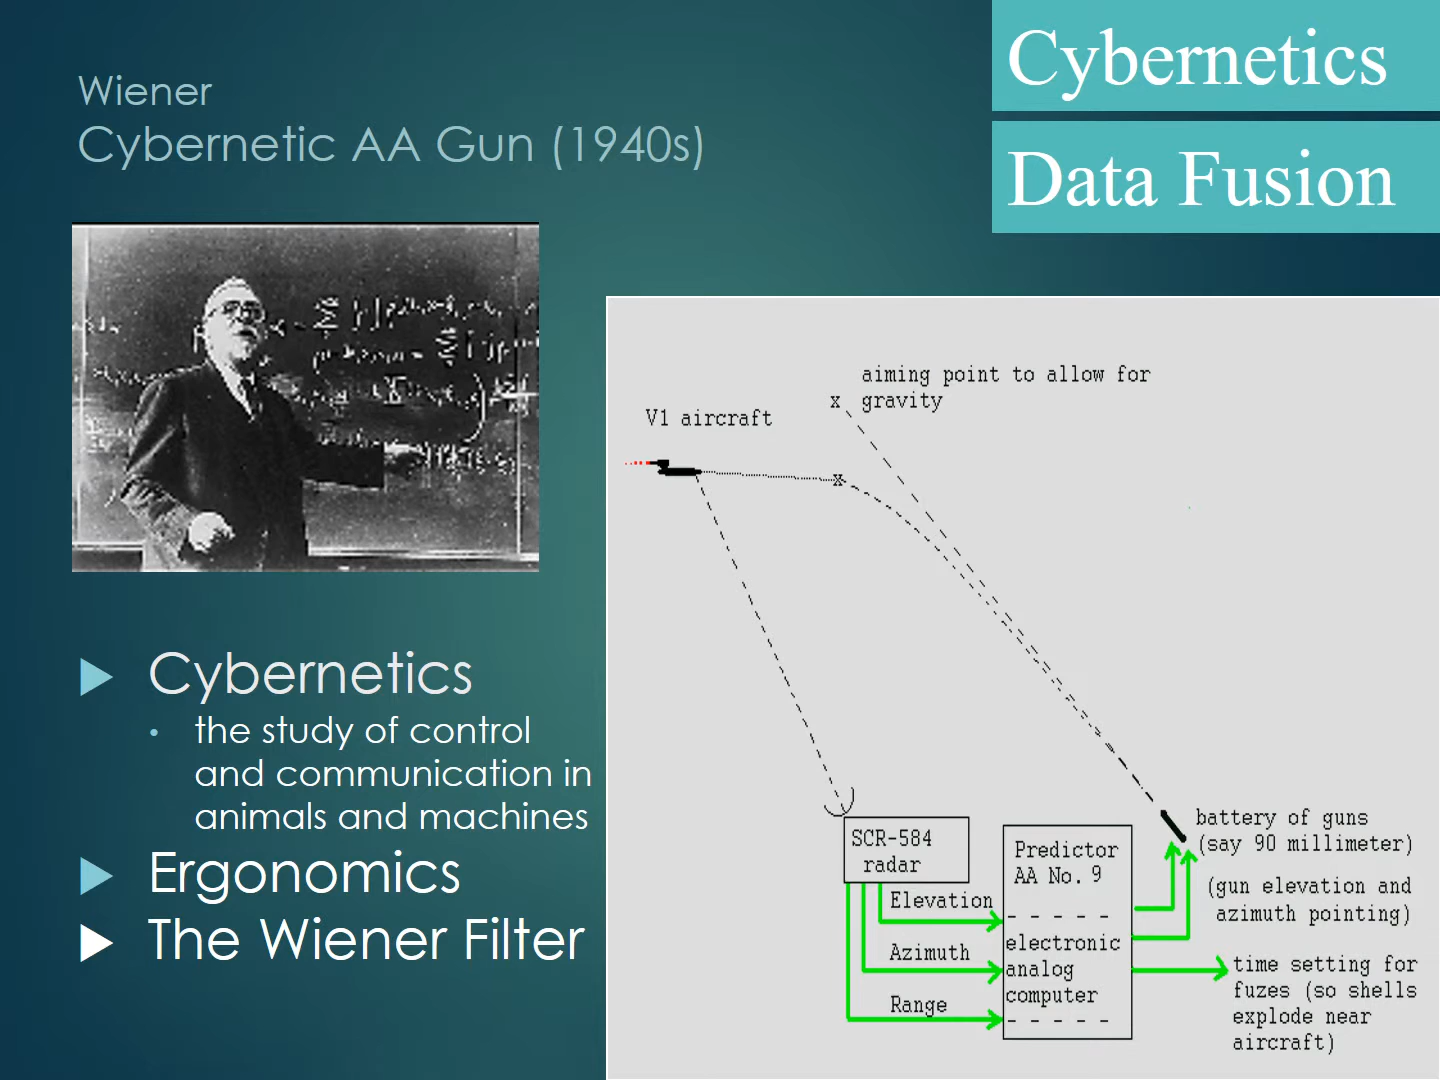 Wiener
Cybernetic AA Gun (1940s)
Cybernetics
Data Fusion
Cybernetics
the study of control
and communication in
animals and machines
Ergonomics
The Wiener Filter
aiming point to allow for
x gravity
V1 aircraft
x
SCR-584
radar
Elevation
Azimuth
Range
Predictor
AA No. 9
- - - - -
electronic
analog
computer
- - - - -
battery of guns
(say 90 millimeter)
(gun elevation and
azimuth pointing)
time setting for
fuzes (so shells
explode near
aircraft)